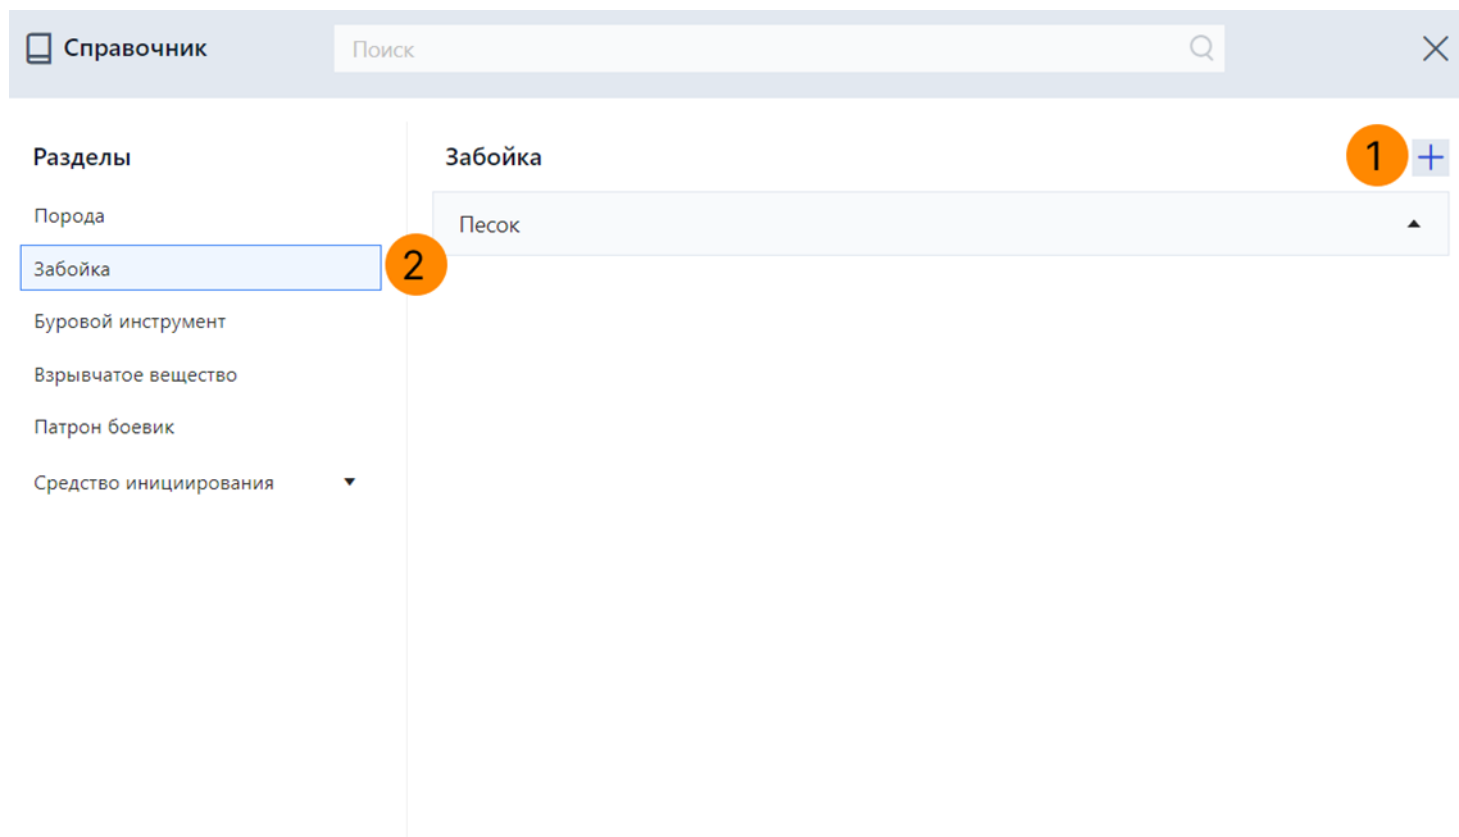 Справочник
Поиск
Разделы
Порода
Забойка
2
Буровой инструмент
Взрывчатое вещество
Патрон боевик
Средство инициирования
Забойка
1
Песок